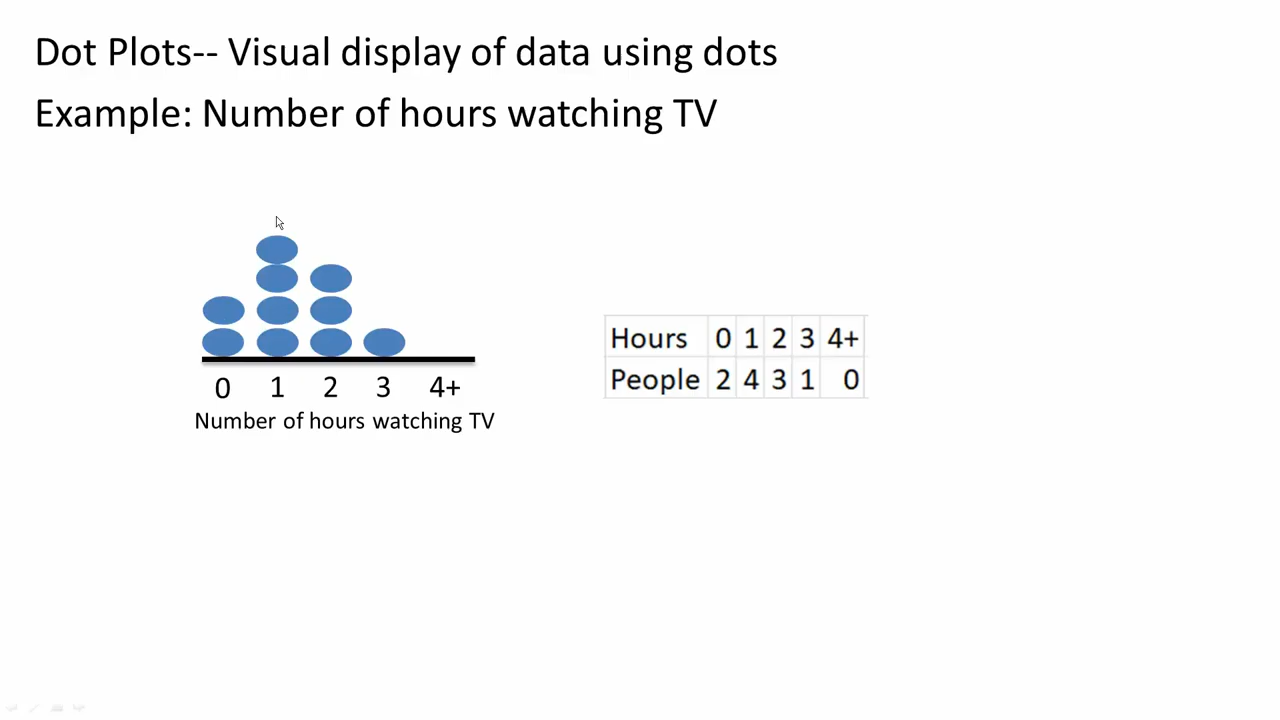 Dot Plots-- Visual display of data using dots
Example: Number of hours watching TV
0 1 2 3 4+
Number of hours watching TV
Hours 0 1 2 3 4+
People 2 4 3 1 0